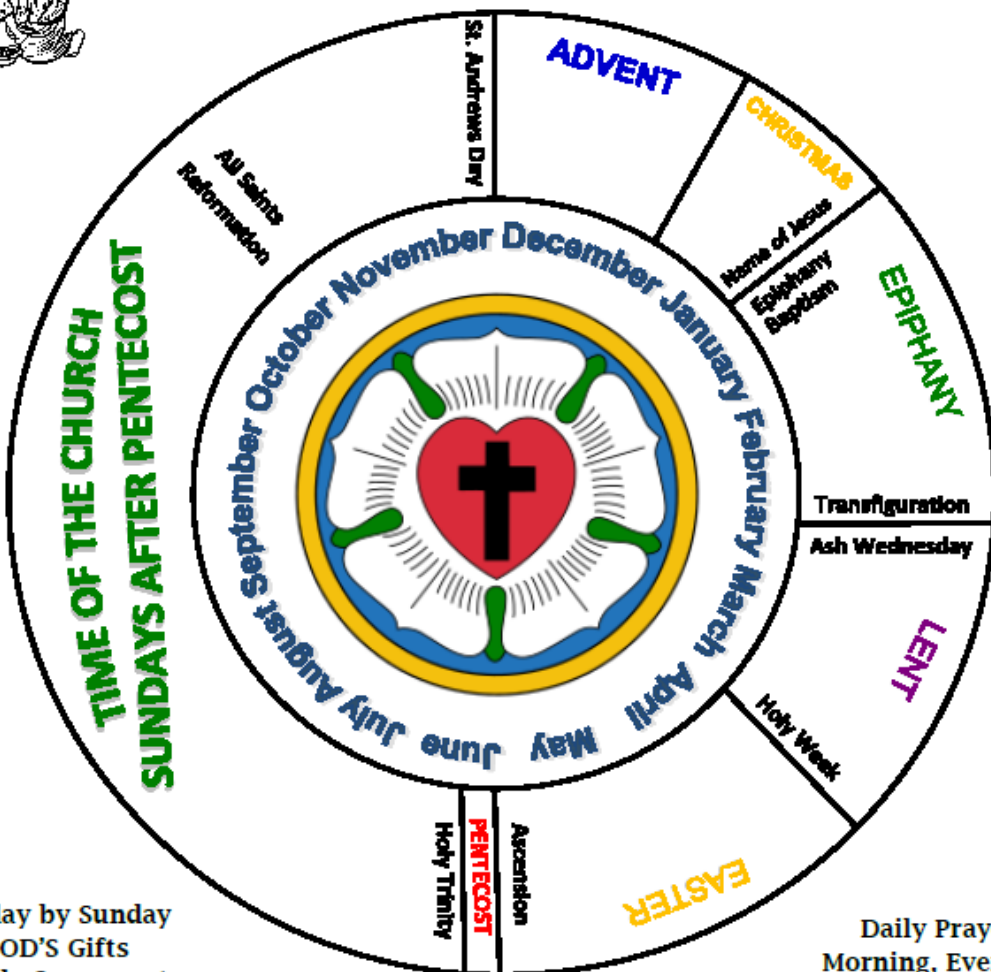 St. Andrews Day
ADVENT
CHRISTMAS
Name of Jesus
Epiphany
Baptism
EPIPHANY
Transfiguration
Ash Wednesday
LENT
Holy Week
EASTER
Ascension
PENTECOST
Holy Trinity
TIME OF THE CHURCH
SUNDAYS AFTER PENTECOST
Reformation
All Saints
December January February March April May June July August September October November
ay by Sunday
OD'S Gifts
Daily Pray
Morning, Eve